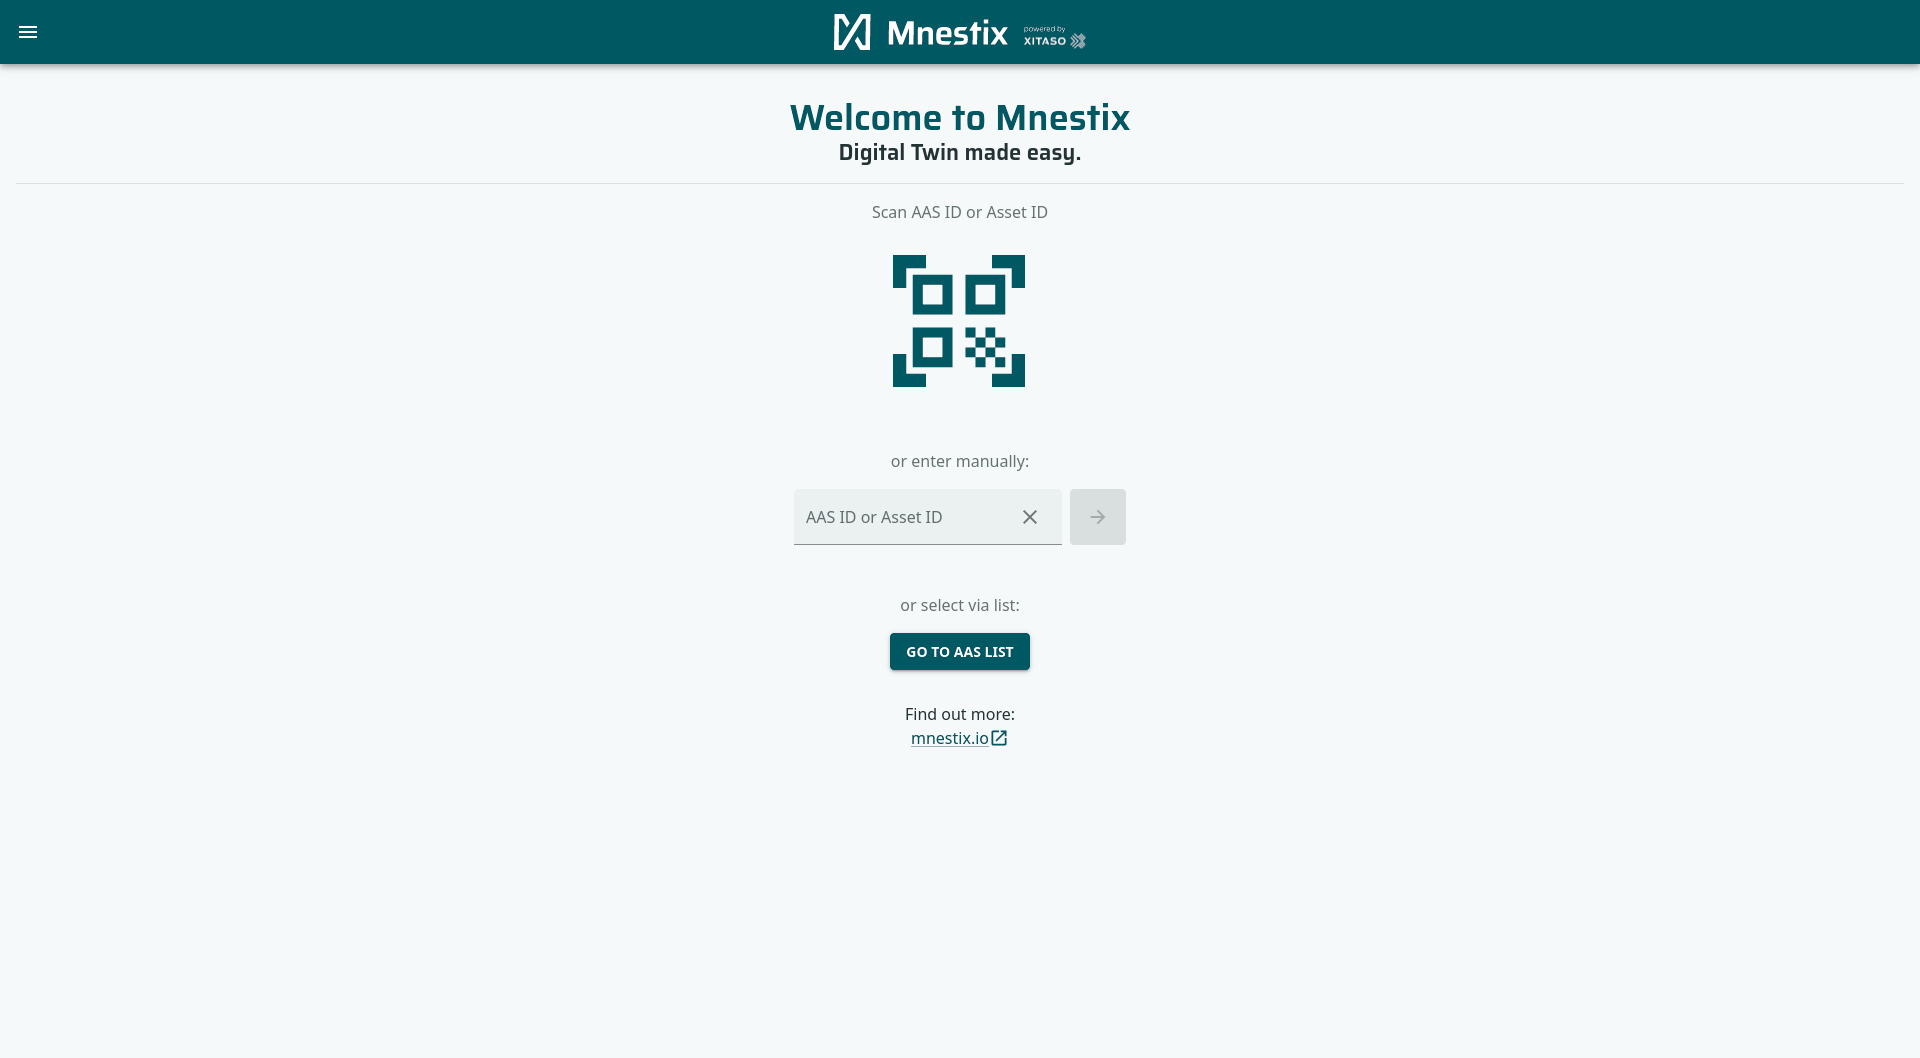 Mnestix
powered by
XITASO
Welcome to Mnestix
Digital Twin made easy.
Scan AAS ID or Asset ID
or enter manually:
AAS ID or Asset ID
or select via list:
GO TO AAS LIST
Find out more:
mnestix.io